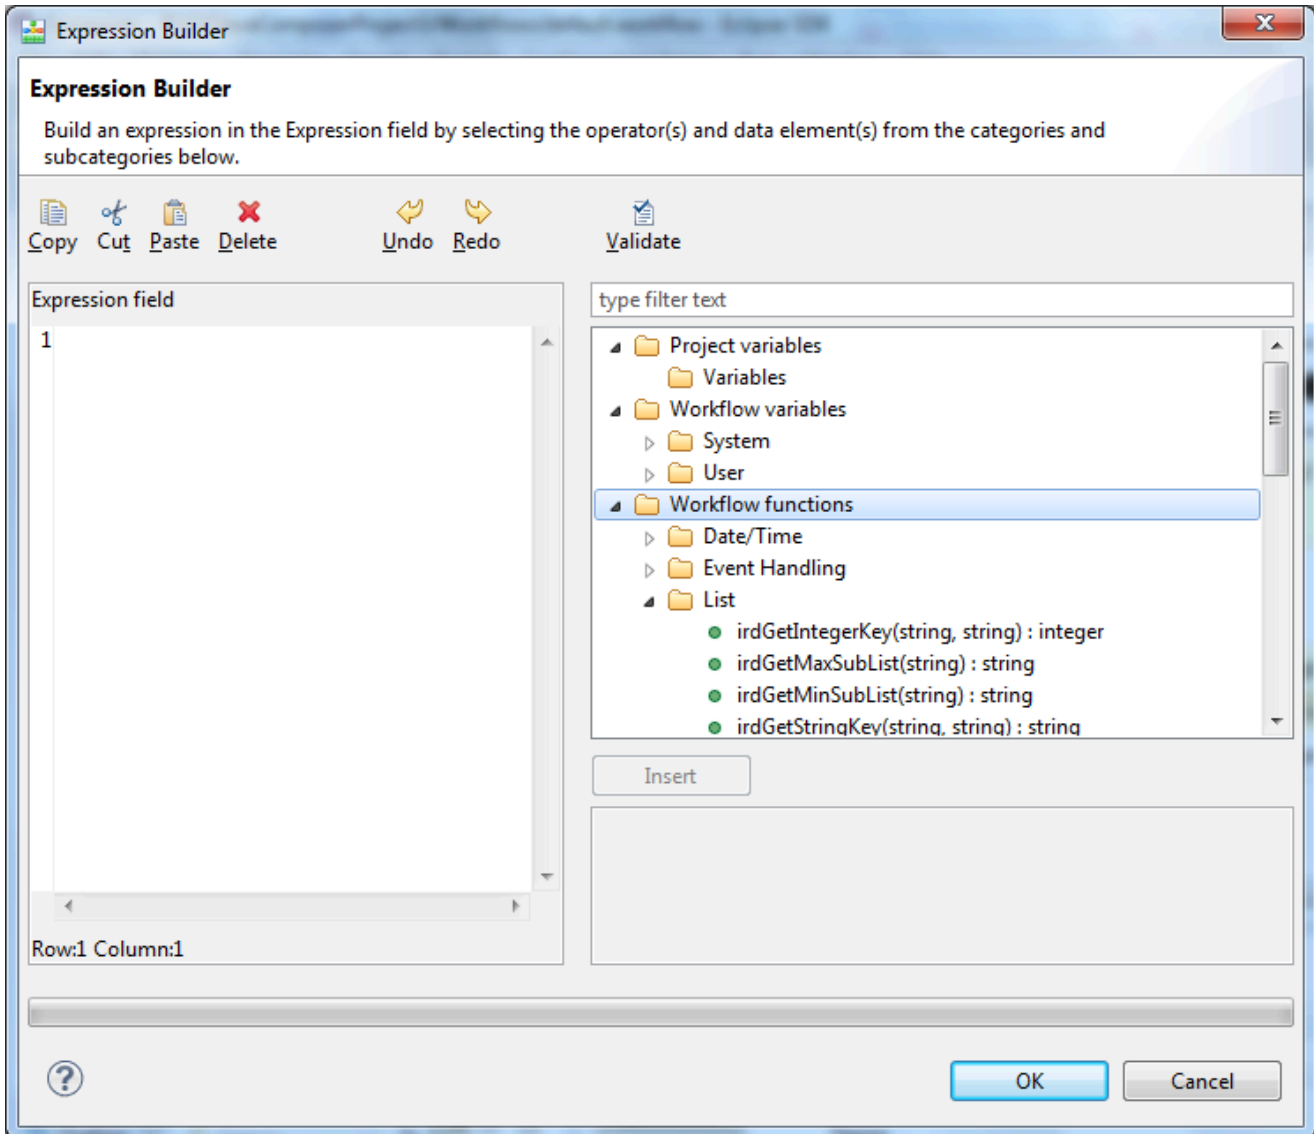 Expression Builder
Expression Builder
Build an expression in the Expression field by selecting the operator(s) and data element(s) from the categories and
subcategories below.
Copy Cut Paste Delete Undo Redo Validate
Expression field
type filter text
1
Project variables
Variables
Workflow variables
System
User
Workflow functions
Date/Time
Event Handling
List
irdGetIntegerKey(string, string) : integer
irdGetMaxSubList(string) : string
irdGetMinSubList(string) : string
irdGetStringKey(string, string) : string
Insert
Row:1 Column:1
OK Cancel